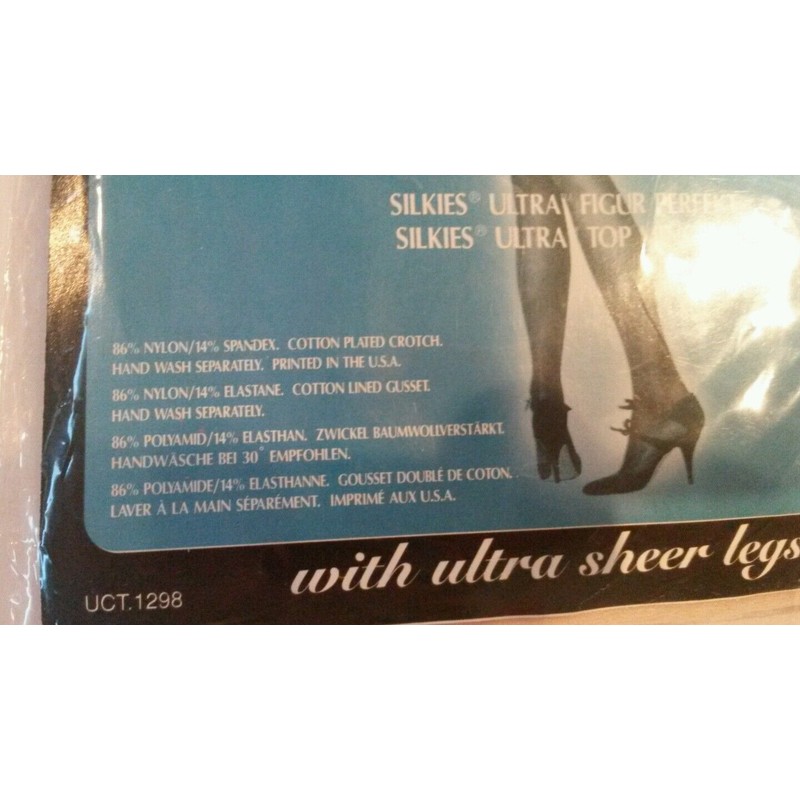 SILKIES® ULTRA FIGUR PERFEKT
SILKIES® ULTRA TOP
86% NYLON/14% SPANDEX. COTTON PLATED CROTCH.
HAND WASH SEPARATELY. PRINTED IN THE U.S.A.
86% NYLON/14% ELASTANE. COTTON LINED GUSSET.
HAND WASH SEPARATELY.
86% POLYAMID/14% ELASTHAN. ZWICKEL BAUMWOLLVERSTÄRKT.
HANDWÄSCHE BEI 30° EMPFOHLEN.
86% POLYAMIDE/14% ELASTHANNE. GOUSSET DOUBLÉ DE COTON.
LAVER À LA MAIN SÉPARÉMENT. IMPRIMÉ AUX U.S.A.
with ultra sheer legs
UCT.1298